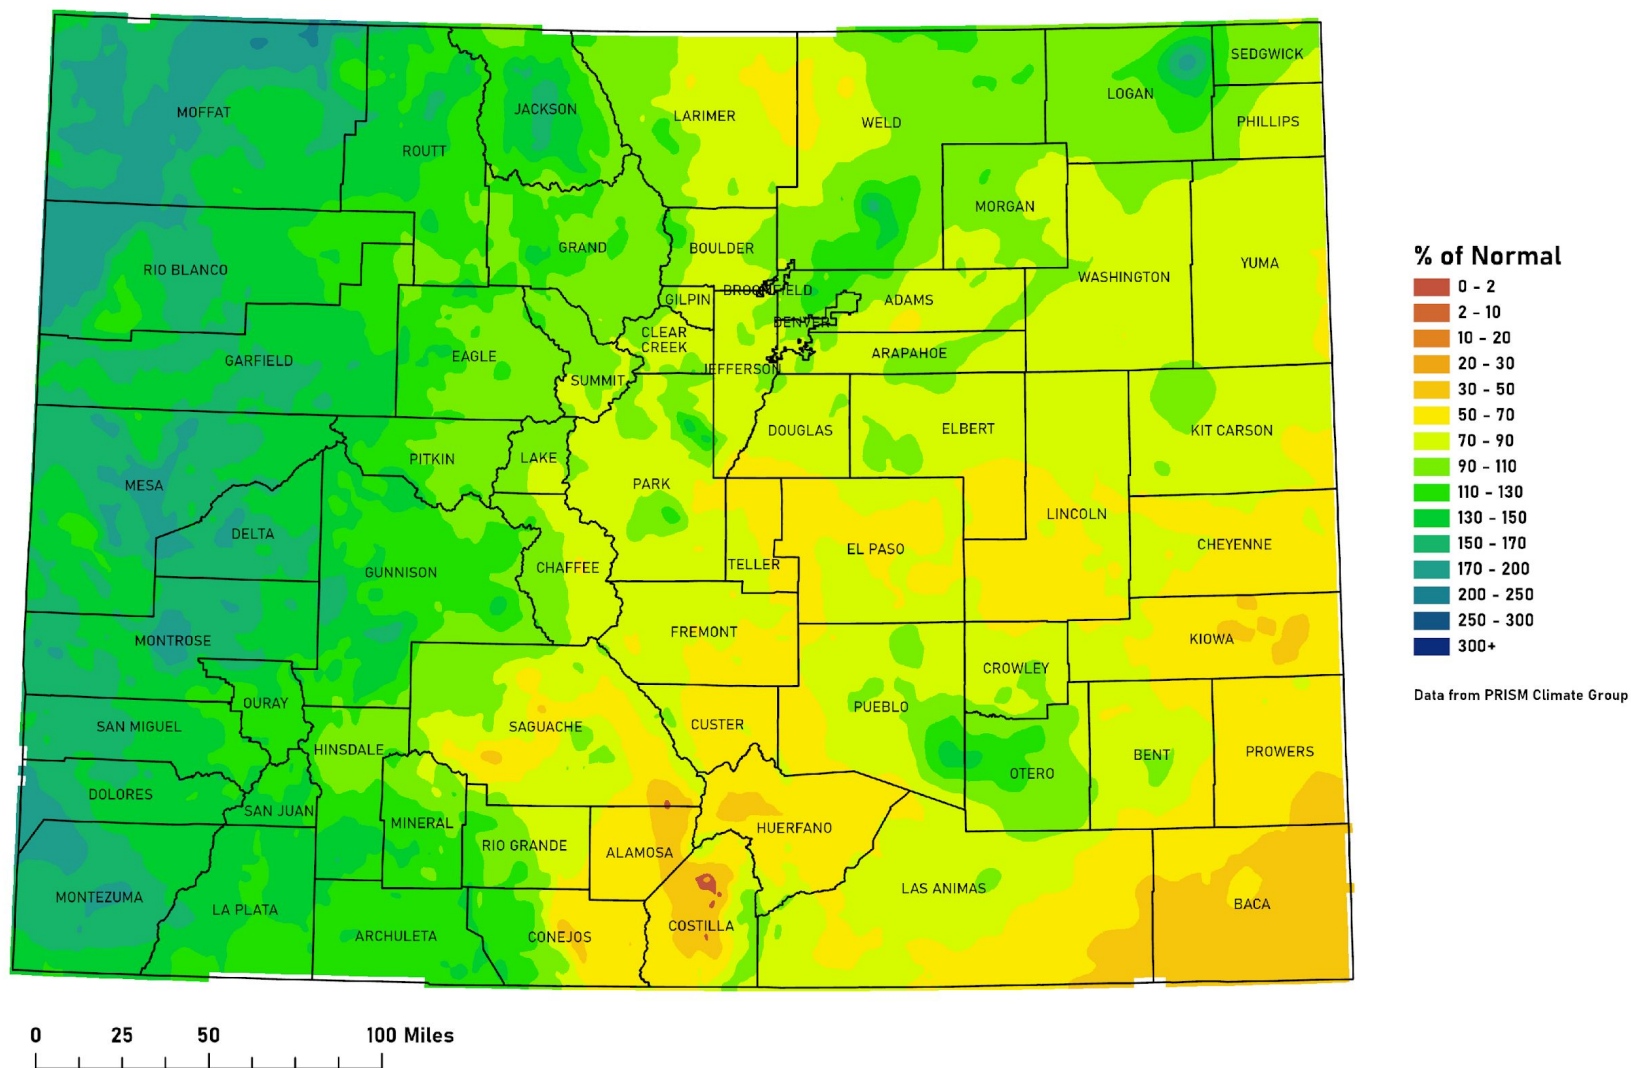 SEDGWICK
LOGAN
JACKSON
MOFFAT
LARIMER
WELD
PHILLIPS
ROUTT
MORGAN
GRAND
BOULDER
RIO BLANCO
WASHINGTON
YUMA
BROOMFIELD
GILPIN
ADAMS
DENVER
CLEAR
CREEK
GARFIELD
EAGLE
ARAPAHOE
JEFFERSON
SUMMIT
DOUGLAS
ELBERT
KIT CARSON
PITKIN
LAKE
MESA
PARK
LINCOLN
DELTA
EL PASO
CHEYENNE
GUNNISON
CHAFFEE
TELLER
MONTROSE
FREMONT
KIOWA
CROWLEY
OURAY
PUEBLO
SAN MIGUEL
SAGUACHE
CUSTER
HINSDALE
BENT
PROWERS
OTERO
DOLORES
SAN JUAN
MINERAL
HUERFANO
RIO GRANDE
ALAMOSA
MONTEZUMA
LAS ANIMAS
BACA
LA PLATA
COSTILLA
ARCHULETA
CONEJOS
% of Normal
0 - 2
2 - 10
10 - 20
20 - 30
30 - 50
50 - 70
70 - 90
90 - 110
110 - 130
130 - 150
150 - 170
170 - 200
200 - 250
250 - 300
300+
Data from PRISM Climate Group
0 25 50 100 Miles